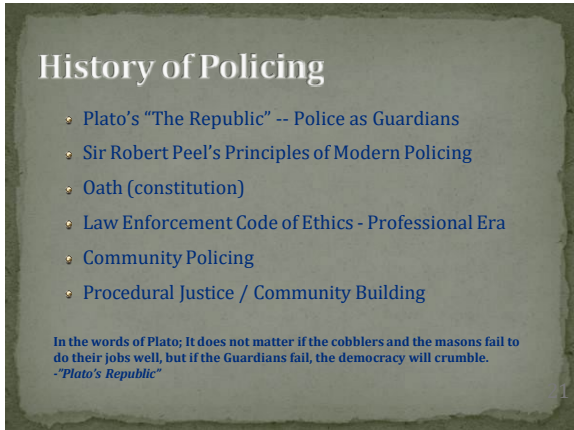 History of Policing
Plato’s “The Republic” -- Police as Guardians
Sir Robert Peel’s Principles of Modern Policing
Oath (constitution)
Law Enforcement Code of Ethics - Professional Era
Community Policing
Procedural Justice / Community Building
In the words of Plato; It does not matter if the cobblers and the masons fail to
do their jobs well, but if the Guardians fail, the democracy will crumble.
-"Plato’s Republic”
1